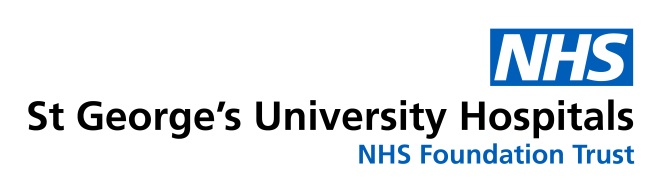 NHS
St George’s University Hospitals
NHS Foundation Trust